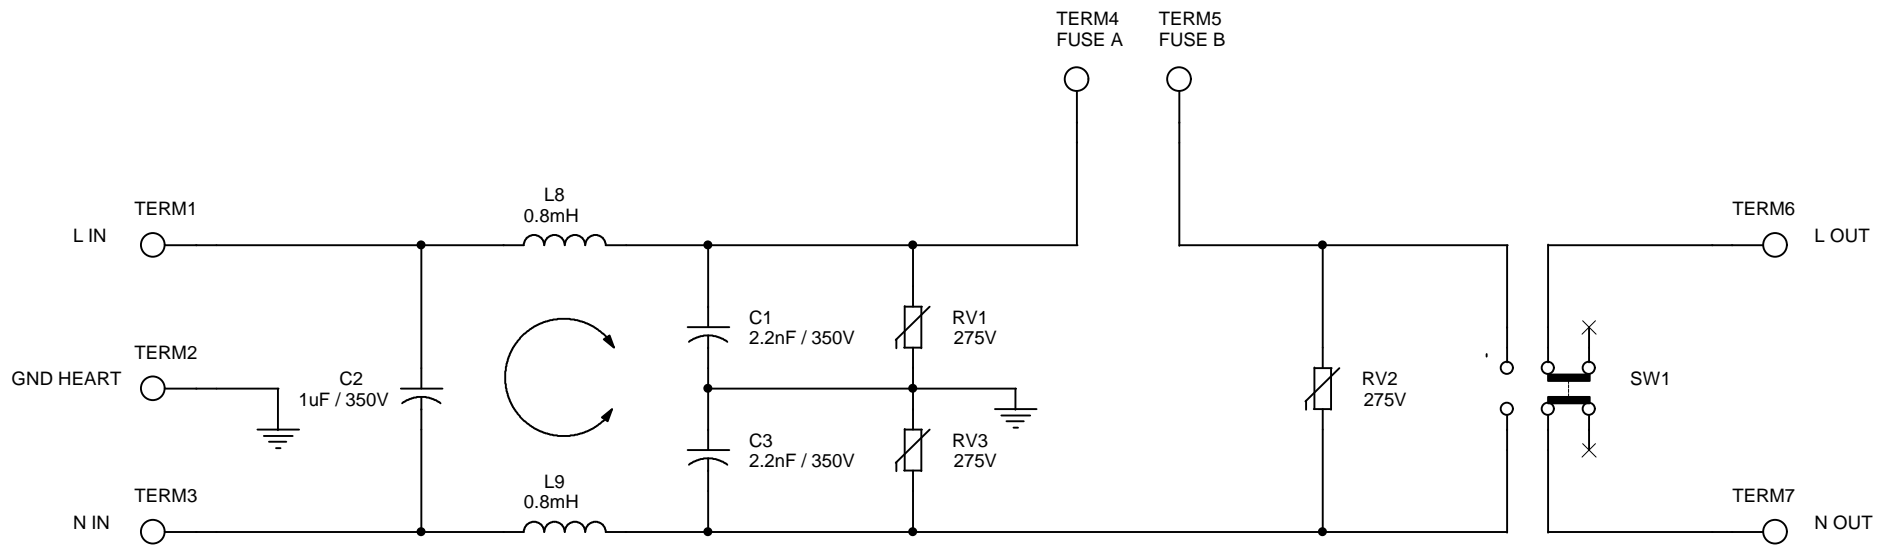 TERM4
FUSE A
TERM5
FUSE B
L8
0.8mH
TERM1
L IN
TERM6
L OUT
C1
2.2nF / 350V
RV1
275V
TERM2
GND HEART
C2
1uF / 350V
RV2
275V
SW1
C3
2.2nF / 350V
RV3
275V
L9
0.8mH
TERM3
N IN
TERM7
N OUT